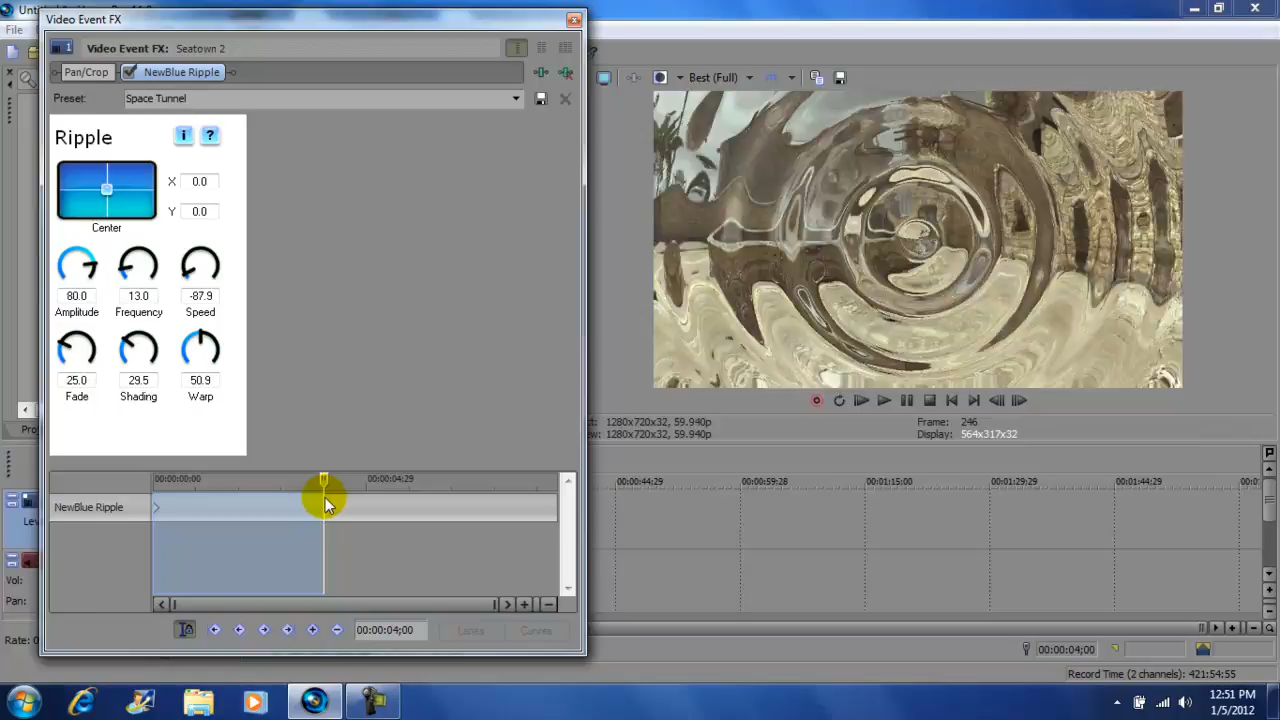 Video Event FX
File
Video Event FX: Seatown 2
Pan/Crop NewBlue Ripple
Preset: Space Tunnel
Best (Full)
Ripple
i ?
X 0.0
Y 0.0
Center
80.0 13.0 -87.9
Amplitude Frequency Speed
25.0 29.5 50.9
Fade Shading Warp
1280x720x32, 59.940p Frame: 246
1280x720x32, 59.940p Display: 564x317x32
00:00:00:00 00:00:04:29
NewBlue Ripple
00:00:44:29 00:00:59:28 00:01:15:00 00:01:29:29 00:01:44:29
Vol:
Pan:
00:00:04;00 Lanes Curves
00:00:04;00
Record Time (2 channels): 421:54:55
12:51 PM
1/5/2012